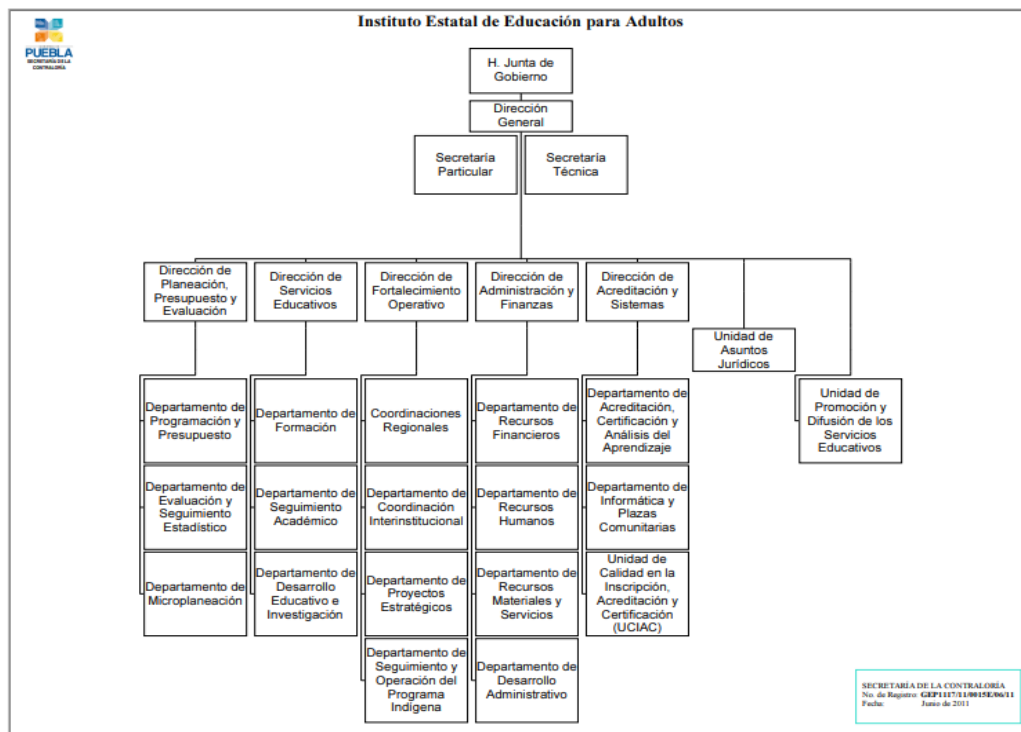 Instituto Estatal de Educación para Adultos
PUEBLA
SECRETARÍA DE LA
CONTRALORÍA
H. Junta de
Gobierno
Dirección
General
Secretaría
Particular
Secretaría
Técnica
Dirección de
Planeación,
Presupuesto y
Evaluación
Dirección de
Servicios
Educativos
Dirección de
Fortalecimiento
Operativo
Dirección de
Administración y
Finanzas
Dirección de
Acreditación y
Sistemas
Unidad de
Asuntos
Jurídicos
Unidad de
Promoción y
Difusión de los
Servicios
Educativos
Departamento de
Programación y
Presupuesto
Departamento de
Formación
Coordinaciones
Regionales
Departamento de
Recursos
Financieros
Departamento de
Acreditación,
Certificación y
Análisis del
Aprendizaje
Departamento de
Evaluación y
Seguimiento
Estadístico
Departamento de
Seguimiento
Académico
Departamento de
Coordinación
Interinstitucional
Departamento de
Recursos
Humanos
Departamento de
Informática y
Plazas
Comunitarias
Departamento de
Microplaneación
Departamento de
Desarrollo
Educativo e
Investigación
Departamento de
Proyectos
Estratégicos
Departamento de
Recursos
Materiales y
Servicios
Unidad de
Calidad en la
Inscripción,
Acreditación y
Certificación
(UCIAC)
Departamento de
Seguimiento y
Operación del
Programa
Indígena
Departamento de
Desarrollo
Administrativo
SECRETARÍA DE LA CONTRALORÍA
No. de Registro: GEP1117/11/0015E/06/11
Fecha: Junio de 2011